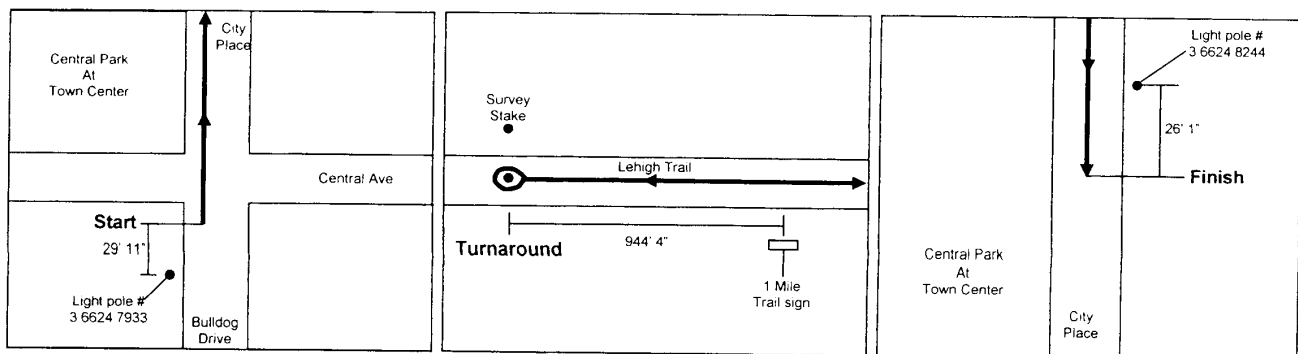 City
Place
Central Park
At
Town Center
Central Ave
Start
29' 11"
Light pole #
3 6624 7933
Bulldog
Drive
Survey
Stake
Lehigh Trail
Turnaround
944' 4"
1 Mile
Trail sign
Light pole #
3 6624 8244
26' 1"
Finish
Central Park
At
Town Center
City
Place